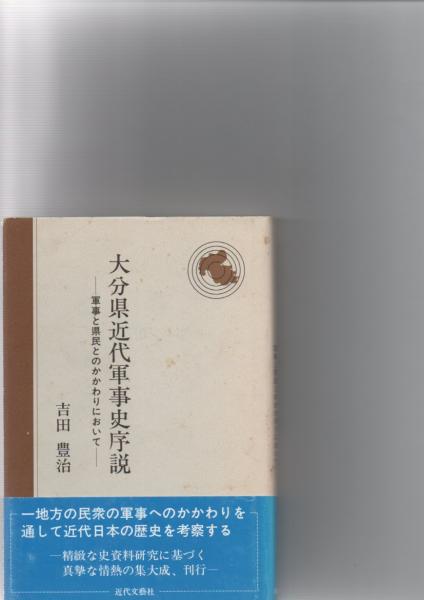 大分県近代軍事史序説
──軍事と県民とのかかわりにおいて──
吉田 豊治
一地方の民衆の軍事へのかかわりを
通して近代日本の歴史を考察する
─精緻な史資料研究に基づく
真摯な情熱の集大成、刊行─
近代文藝社